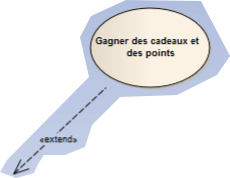 Gagner des cadeaux et
des points
«extend»